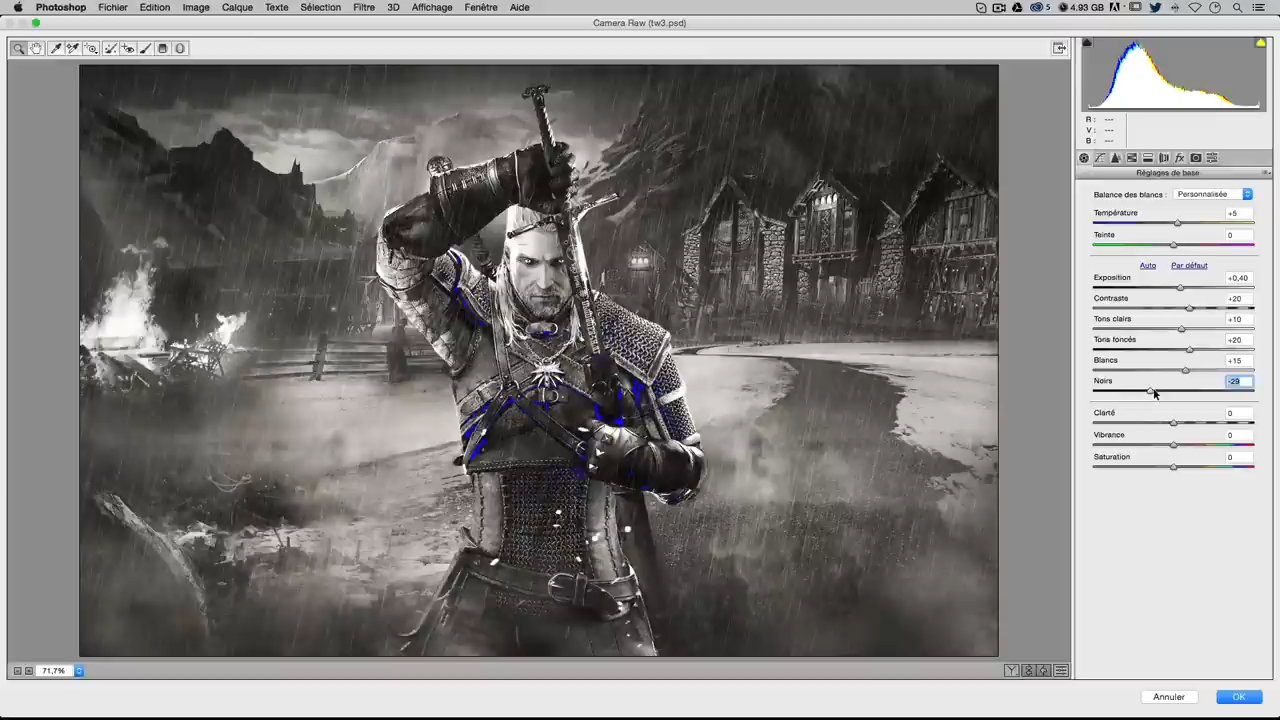 Photoshop Fichier Edition Image Calque Texte Sélection Filtre 3D Affichage Fenêtre Aide 5 4.93 GB 1
Camera Raw (tw3.psd)
R : ---
V : ---
B : ---
fx
Réglages de base
Balance des blancs : Personnalisée
Température +5
Teinte 0
Auto Par défaut
Exposition +0,40
Contraste +20
Tons clairs +10
Tons foncés +20
Blancs +15
Noirs -29
Clarté 0
Vibrance 0
Saturation 0
71,7% Y
Annuler OK